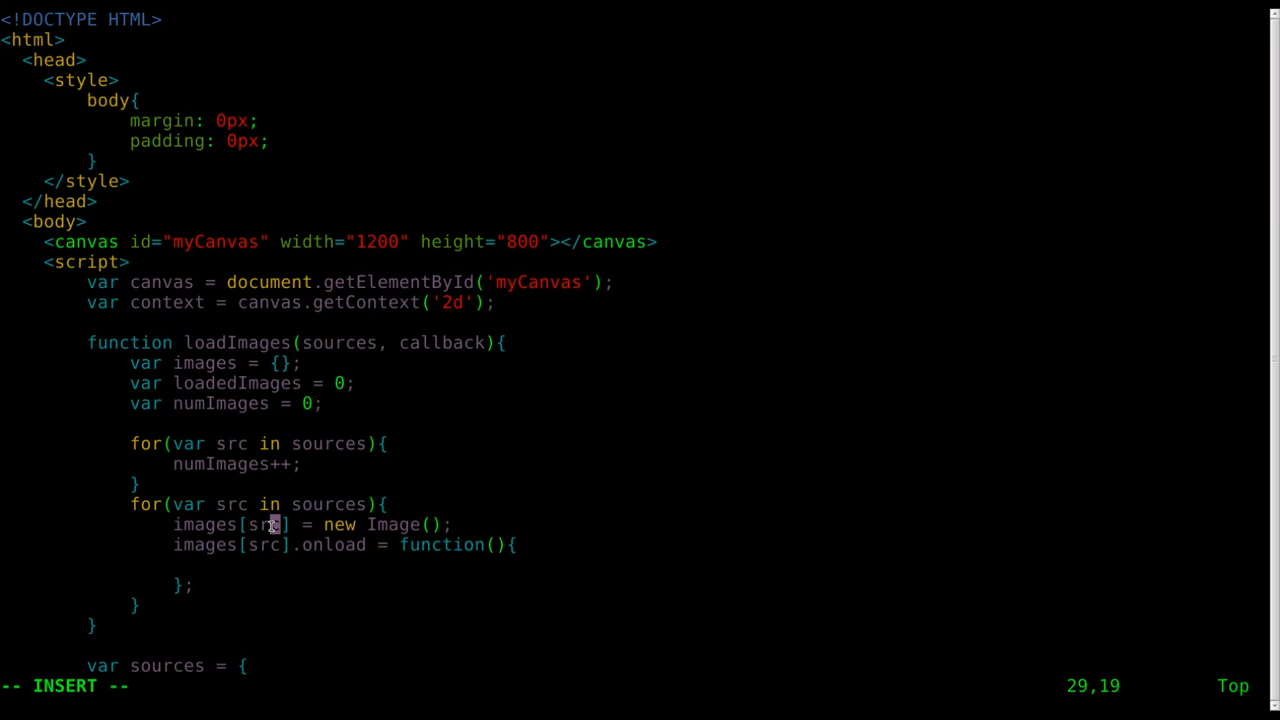 <!DOCTYPE HTML>
<html>
<head>
<style>
body{
margin: 0px;
padding: 0px;
}
</style>
</head>
<body>
<canvas id="myCanvas" width="1200" height="800"></canvas>
<script>
var canvas = document.getElementById('myCanvas');
var context = canvas.getContext('2d');
function loadImages(sources, callback){
var images = {};
var loadedImages = 0;
var numImages = 0;
for(var src in sources){
numImages++;
}
for(var src in sources){
images[src] = new Image();
images[src].onload = function(){
};
}
}
var sources = {
-- INSERT -- 29,19 Top